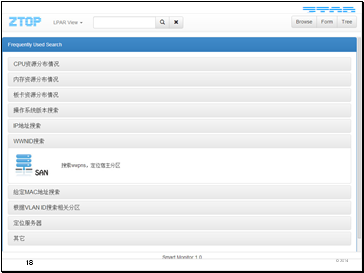 ZTOP
LPAR View
Browse
Form
Tree
Frequently Used Search
CPU资源分布情况
内存资源分布情况
板卡资源分布情况
操作系统版本搜索
IP地址搜索
WWNID搜索
SAN
搜索wwpns，定位宿主分区
给定MAC地址搜索
根据VLAN ID搜索相关分区
定位服务器
其它
Smart Monitor 1.0
18